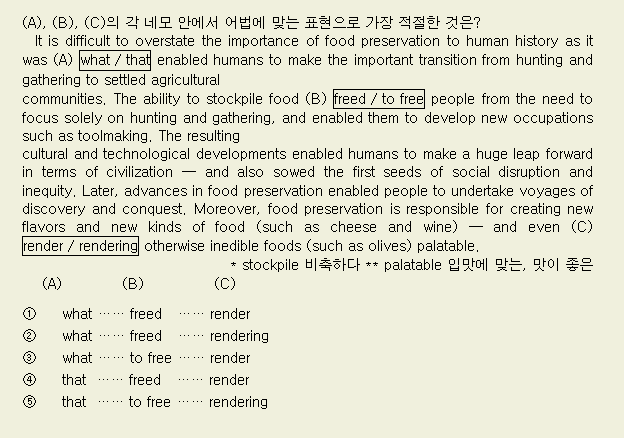 (A), (B), (C)의 각 네모 안에서 어법에 맞는 표현으로 가장 적절한 것은?
It is difficult to overstate the importance of food preservation to human history as it
was (A) what / that enabled humans to make the important transition from hunting and
gathering to settled agricultural
communities. The ability to stockpile food (B) freed / to free people from the need to
focus solely on hunting and gathering, and enabled them to develop new occupations
such as toolmaking. The resulting
cultural and technological developments enabled humans to make a huge leap forward
in terms of civilization — and also sowed the first seeds of social disruption and
inequity. Later, advances in food preservation enabled people to undertake voyages of
discovery and conquest. Moreover, food preservation is responsible for creating new
flavors and new kinds of food (such as cheese and wine) — and even (C)
render / rendering otherwise inedible foods (such as olives) palatable.
* stockpile 비축하다 ** palatable 입맛에 맞는, 맛이 좋은
(A) (B) (C)
① what …… freed …… render
② what …… freed …… rendering
③ what …… to free …… render
④ that …… freed …… render
⑤ that …… to free …… rendering